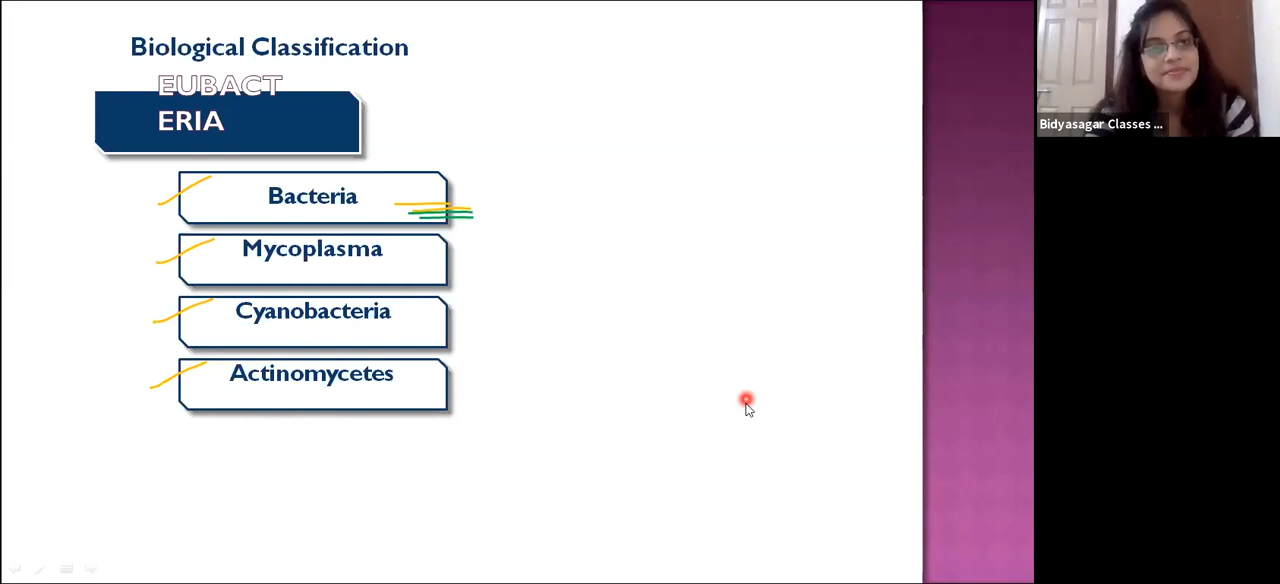 Biological Classification
EUBACT
ERIA
Bacteria
Mycoplasma
Cyanobacteria
Actinomycetes
Bidyasagar Classes ...